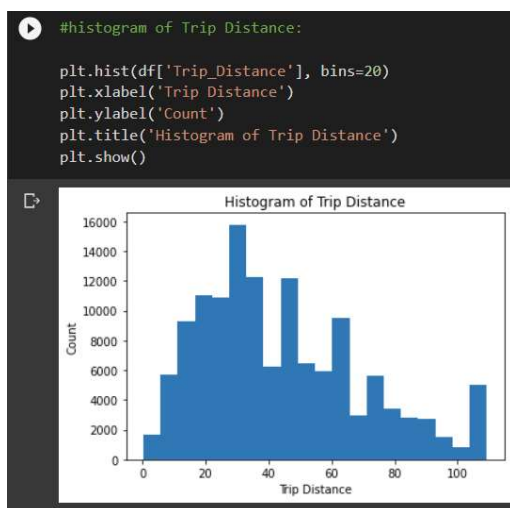 #histogram of Trip Distance:
plt.hist(df['Trip_Distance'], bins=20)
plt.xlabel('Trip Distance')
plt.ylabel('Count')
plt.title('Histogram of Trip Distance')
plt.show()
Histogram of Trip Distance
16000
14000
12000
10000
8000
6000
4000
2000
0
Count
0 20 40 60 80 100
Trip Distance